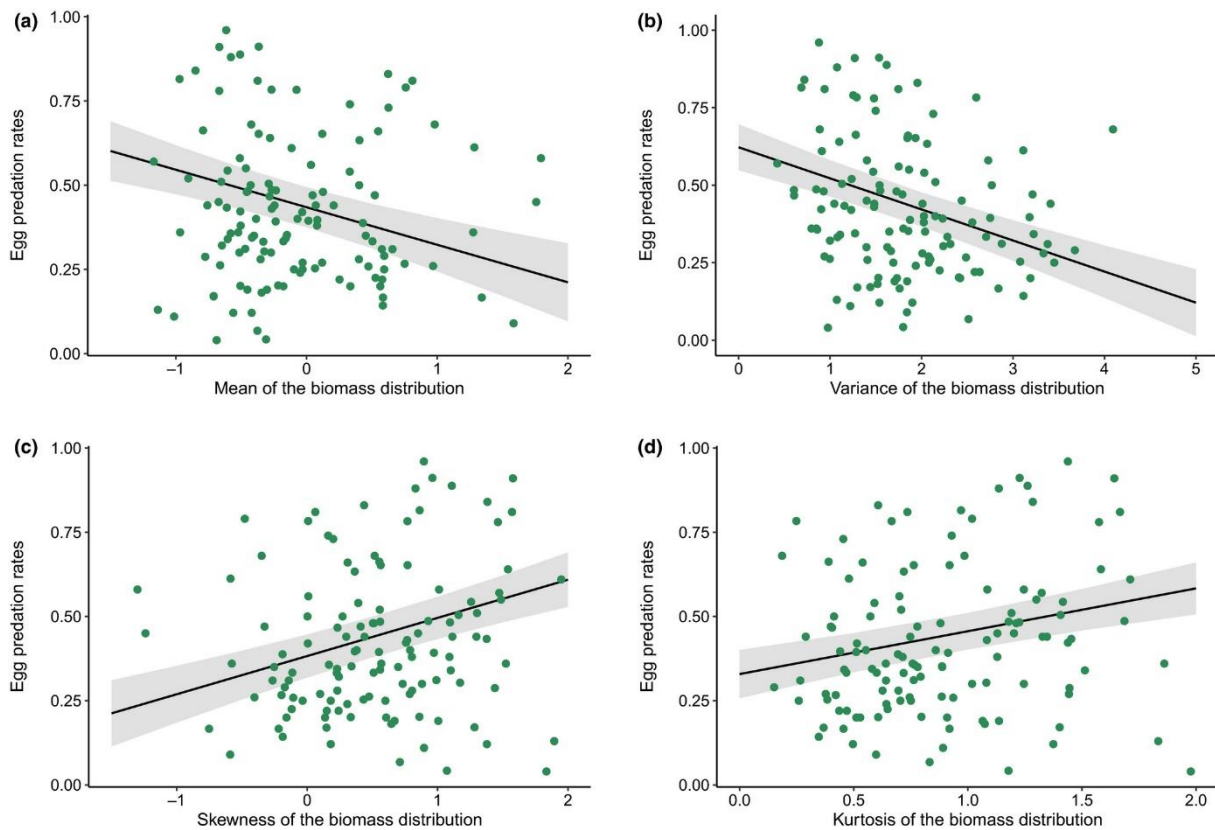 (a)
1.00
0.75
0.50
0.25
0.00
Egg predation rates
–1 0 1 2
Mean of the biomass distribution
(b)
1.00
0.75
0.50
0.25
0.00
Egg predation rates
0 1 2 3 4 5
Variance of the biomass distribution
(c)
1.00
0.75
0.50
0.25
0.00
Egg predation rates
–1 0 1 2
Skewness of the biomass distribution
(d)
1.00
0.75
0.50
0.25
0.00
Egg predation rates
0.0 0.5 1.0 1.5 2.0
Kurtosis of the biomass distribution